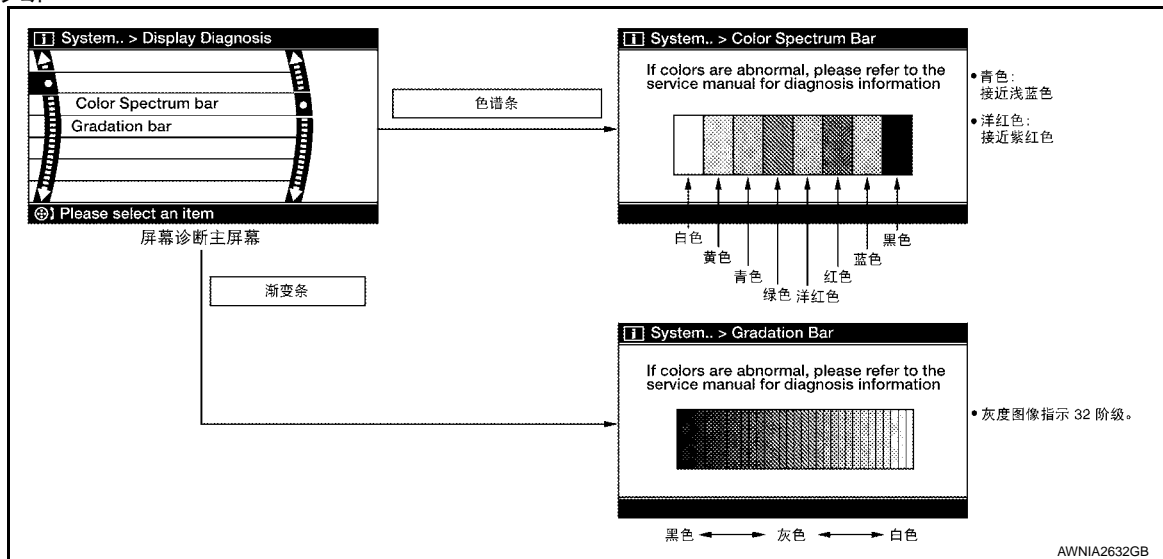 System.. > Display Diagnosis
Color Spectrum bar
Gradation bar
Please select an item
屏幕诊断主屏幕
色谱条
System.. > Color Spectrum Bar
If colors are abnormal, please refer to the
service manual for diagnosis information
白色
黄色
青色
绿色
洋红色
红色
蓝色
黑色
• 青色:
接近浅蓝色
• 洋红色:
接近紫红色
渐变条
System.. > Gradation Bar
If colors are abnormal, please refer to the
service manual for diagnosis information
• 灰度图像指示 32 阶级。
黑色 灰色 白色
AWNIA2632GB